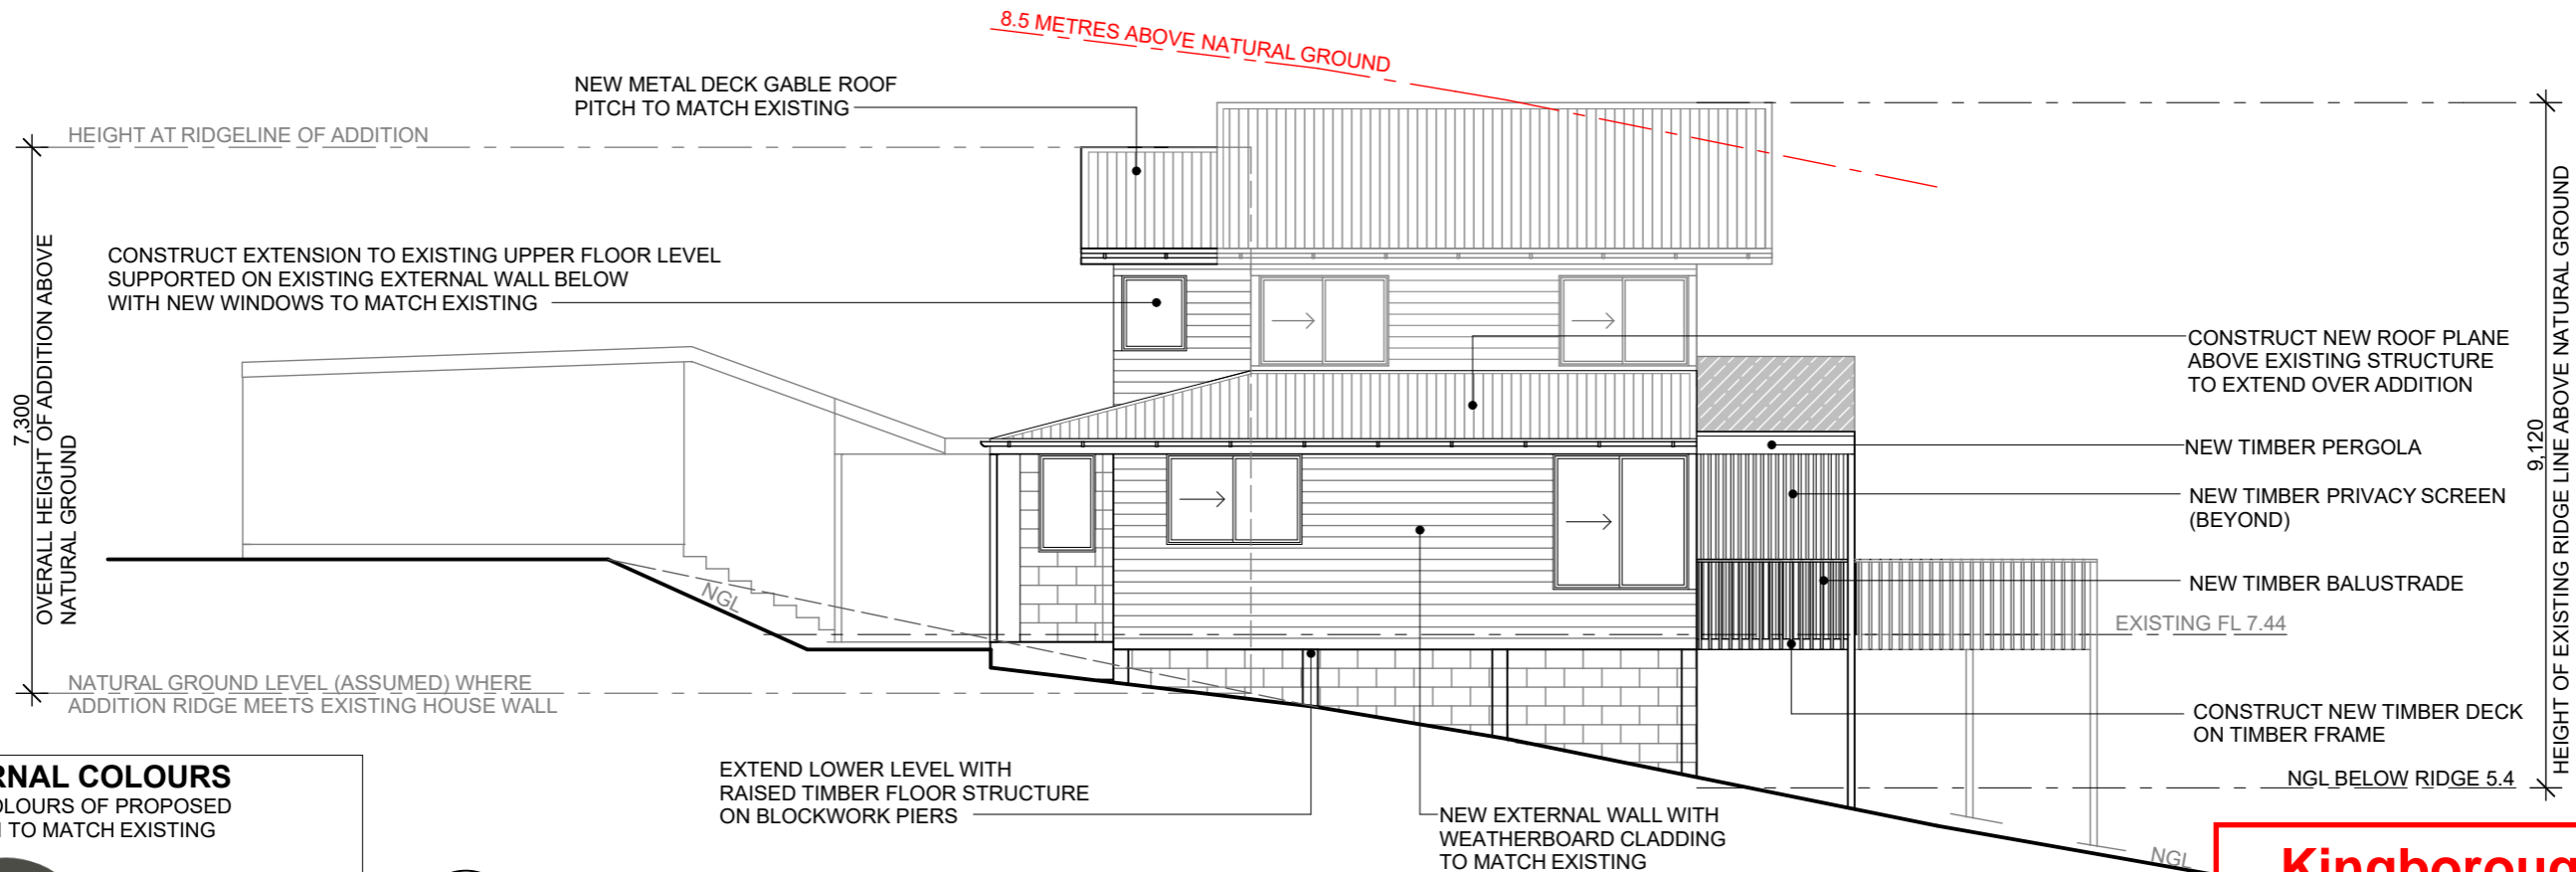 8.5 METRES ABOVE NATURAL GROUND
NEW METAL DECK GABLE ROOF
PITCH TO MATCH EXISTING
HEIGHT AT RIDGELINE OF ADDITION
CONSTRUCT EXTENSION TO EXISTING UPPER FLOOR LEVEL
SUPPORTED ON EXISTING EXTERNAL WALL BELOW
WITH NEW WINDOWS TO MATCH EXISTING
7,300
OVERALL HEIGHT OF ADDITION ABOVE
NATURAL GROUND
CONSTRUCT NEW ROOF PLANE
ABOVE EXISTING STRUCTURE
TO EXTEND OVER ADDITION
NEW TIMBER PERGOLA
NEW TIMBER PRIVACY SCREEN
(BEYOND)
NEW TIMBER BALUSTRADE
EXISTING FL 7.44
9,120
HEIGHT OF EXISTING RIDGE LINE ABOVE NATURAL GROUND
NGL
NATURAL GROUND LEVEL (ASSUMED) WHERE
ADDITION RIDGE MEETS EXISTING HOUSE WALL
CONSTRUCT NEW TIMBER DECK
ON TIMBER FRAME
NGL BELOW RIDGE 5.4
EXTEND LOWER LEVEL WITH
RAISED TIMBER FLOOR STRUCTURE
ON BLOCKWORK PIERS
NEW EXTERNAL WALL WITH
WEATHERBOARD CLADDING
TO MATCH EXISTING
RNAL COLOURS
OLOURS OF PROPOSED
TO MATCH EXISTING
NGL
Kingboroug